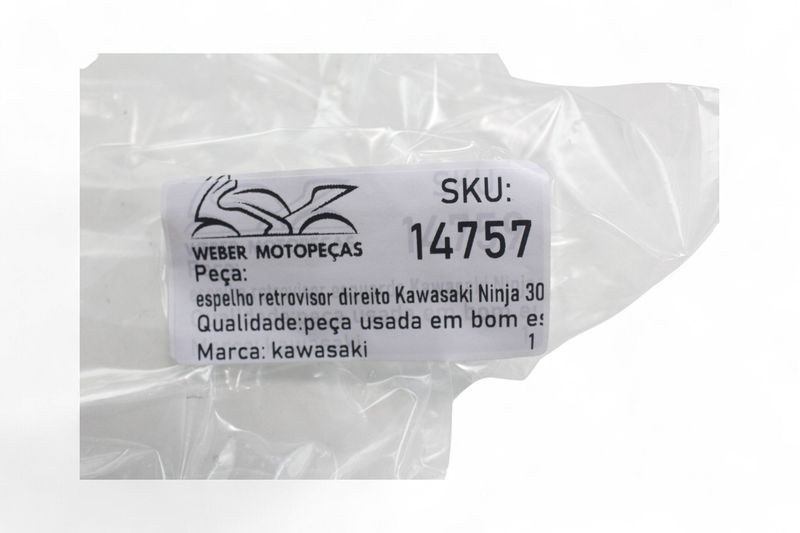 SKU:
14757
WEBER MOTOPEÇAS
Peça:
espelho retrovisor direito Kawasaki Ninja 30
Qualidade:peça usada em bom es
Marca: kawasaki 1